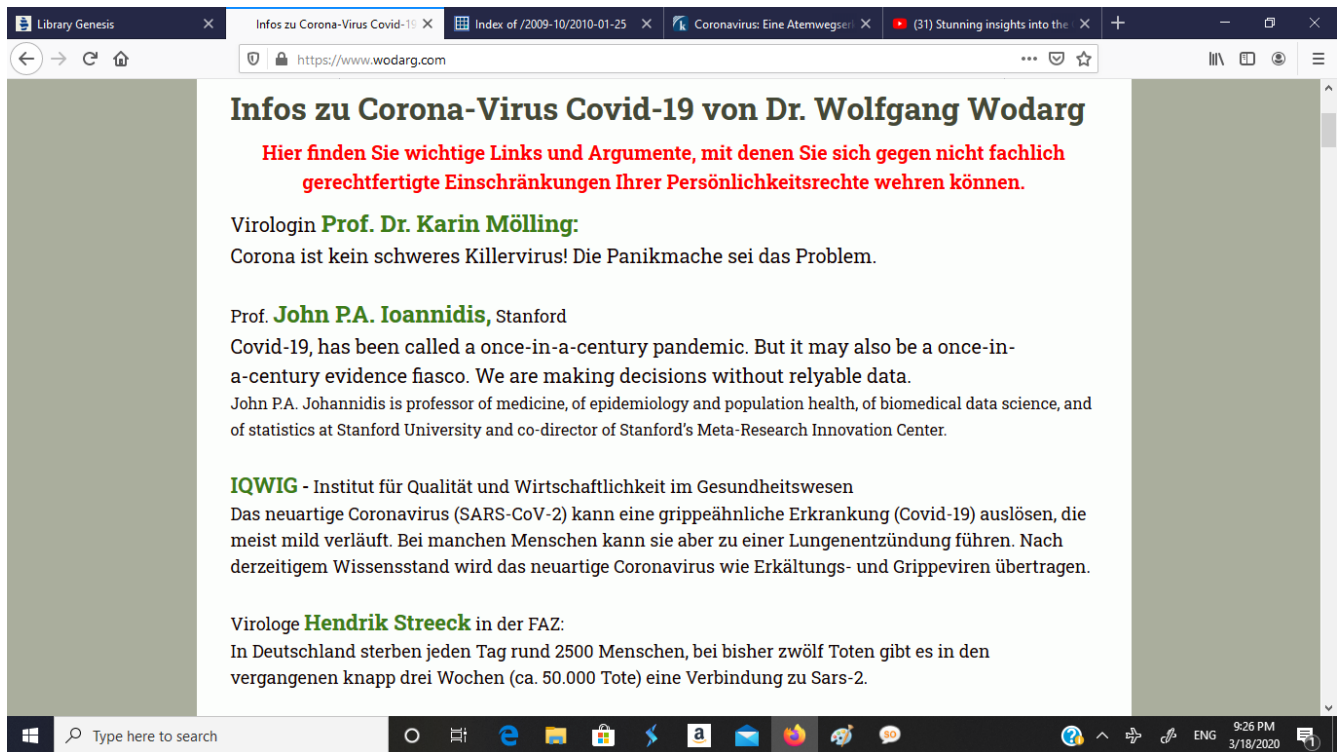 Library Genesis
Infos zu Corona-Virus Covid-19
Index of /2009-10/2010-01-25
Coronavirus: Eine Atemwegserk
(31) Stunning insights into the
https://www.wodarg.com
Infos zu Corona-Virus Covid-19 von Dr. Wolfgang Wodarg
Hier finden Sie wichtige Links und Argumente, mit denen Sie sich gegen nicht fachlich
gerechtfertigte Einschränkungen Ihrer Persönlichkeitsrechte wehren können.
Virologin Prof. Dr. Karin Mölling:
Corona ist kein schweres Killervirus! Die Panikmache sei das Problem.
Prof. John P.A. Ioannidis, Stanford
Covid-19, has been called a once-in-a-century pandemic. But it may also be a once-in-
a-century evidence fiasco. We are making decisions without relyable data.
John P.A. Johannidis is professor of medicine, of epidemiology and population health, of biomedical data science, and
of statistics at Stanford University and co-director of Stanford’s Meta-Research Innovation Center.
IQWIG - Institut für Qualität und Wirtschaftlichkeit im Gesundheitswesen
Das neuartige Coronavirus (SARS-CoV-2) kann eine grippeähnliche Erkrankung (Covid-19) auslösen, die
meist mild verläuft. Bei manchen Menschen kann sie aber zu einer Lungenentzündung führen. Nach
derzeitigem Wissensstand wird das neuartige Coronavirus wie Erkältungs- und Grippeviren übertragen.
Virologe Hendrik Streeck in der FAZ:
In Deutschland sterben jeden Tag rund 2500 Menschen, bei bisher zwölf Toten gibt es in den
vergangenen knapp drei Wochen (ca. 50.000 Tote) eine Verbindung zu Sars-2.
Type here to search
ENG
9:26 PM
3/18/2020